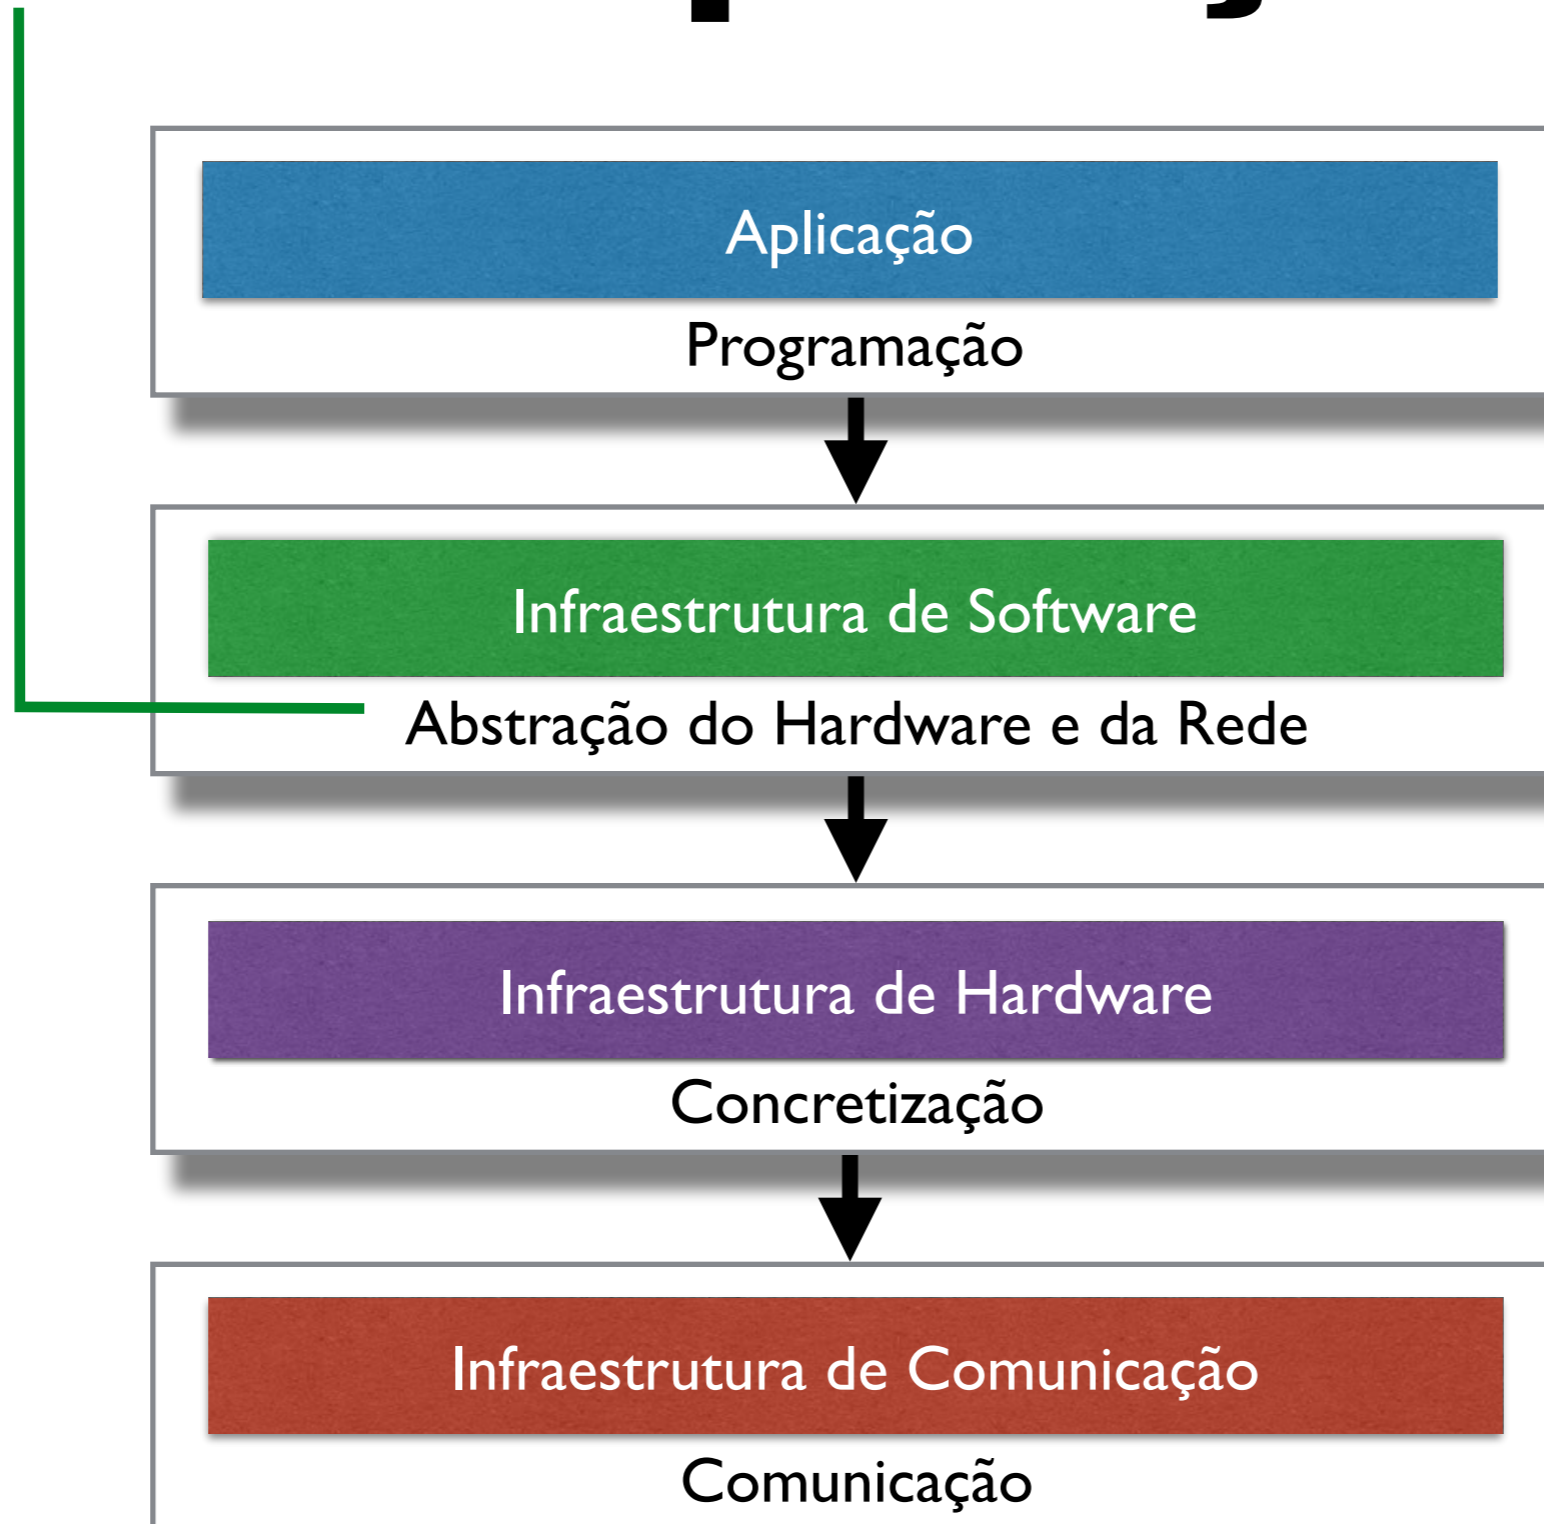 Aplicação
Programação
Infraestrutura de Software
Abstração do Hardware e da Rede
Infraestrutura de Hardware
Concretização
Infraestrutura de Comunicação
Comunicação